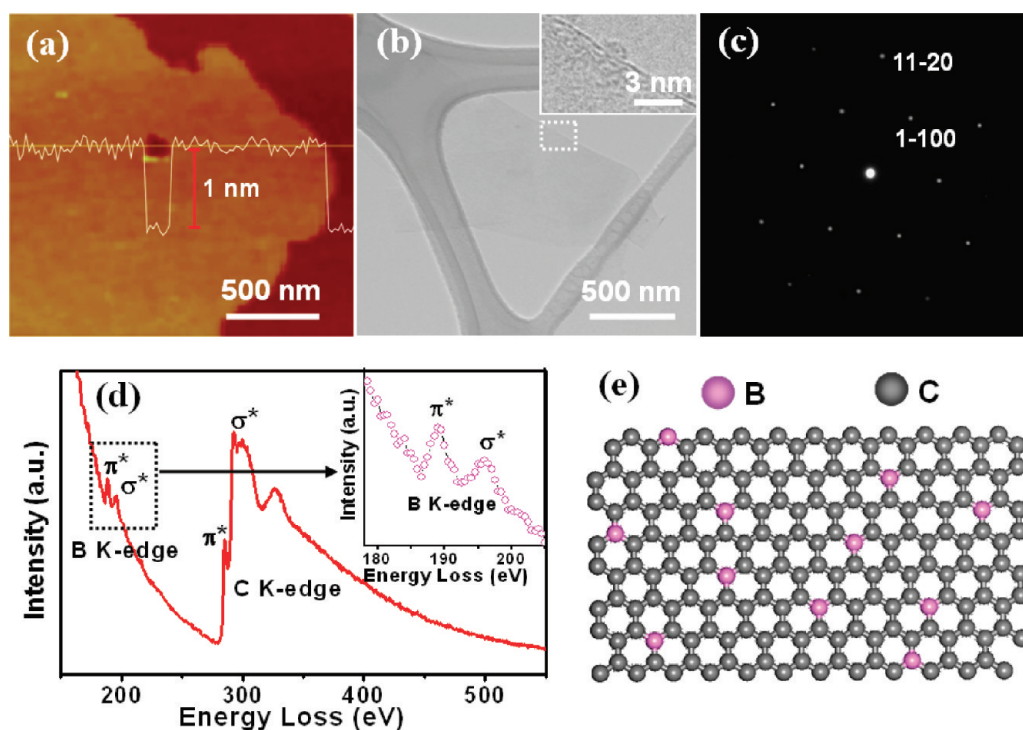 (a)
1 nm
500 nm
(b)
3 nm
500 nm
(c)
11-20
1-100
(d)
Intensity (a.u.)
π*
σ*
B K-edge
π*
σ*
C K-edge
200
300
400
500
Energy Loss (eV)
Intensity (a.u.)
π*
σ*
B K-edge
180
190
200
Energy Loss (eV)
(e)
B
C